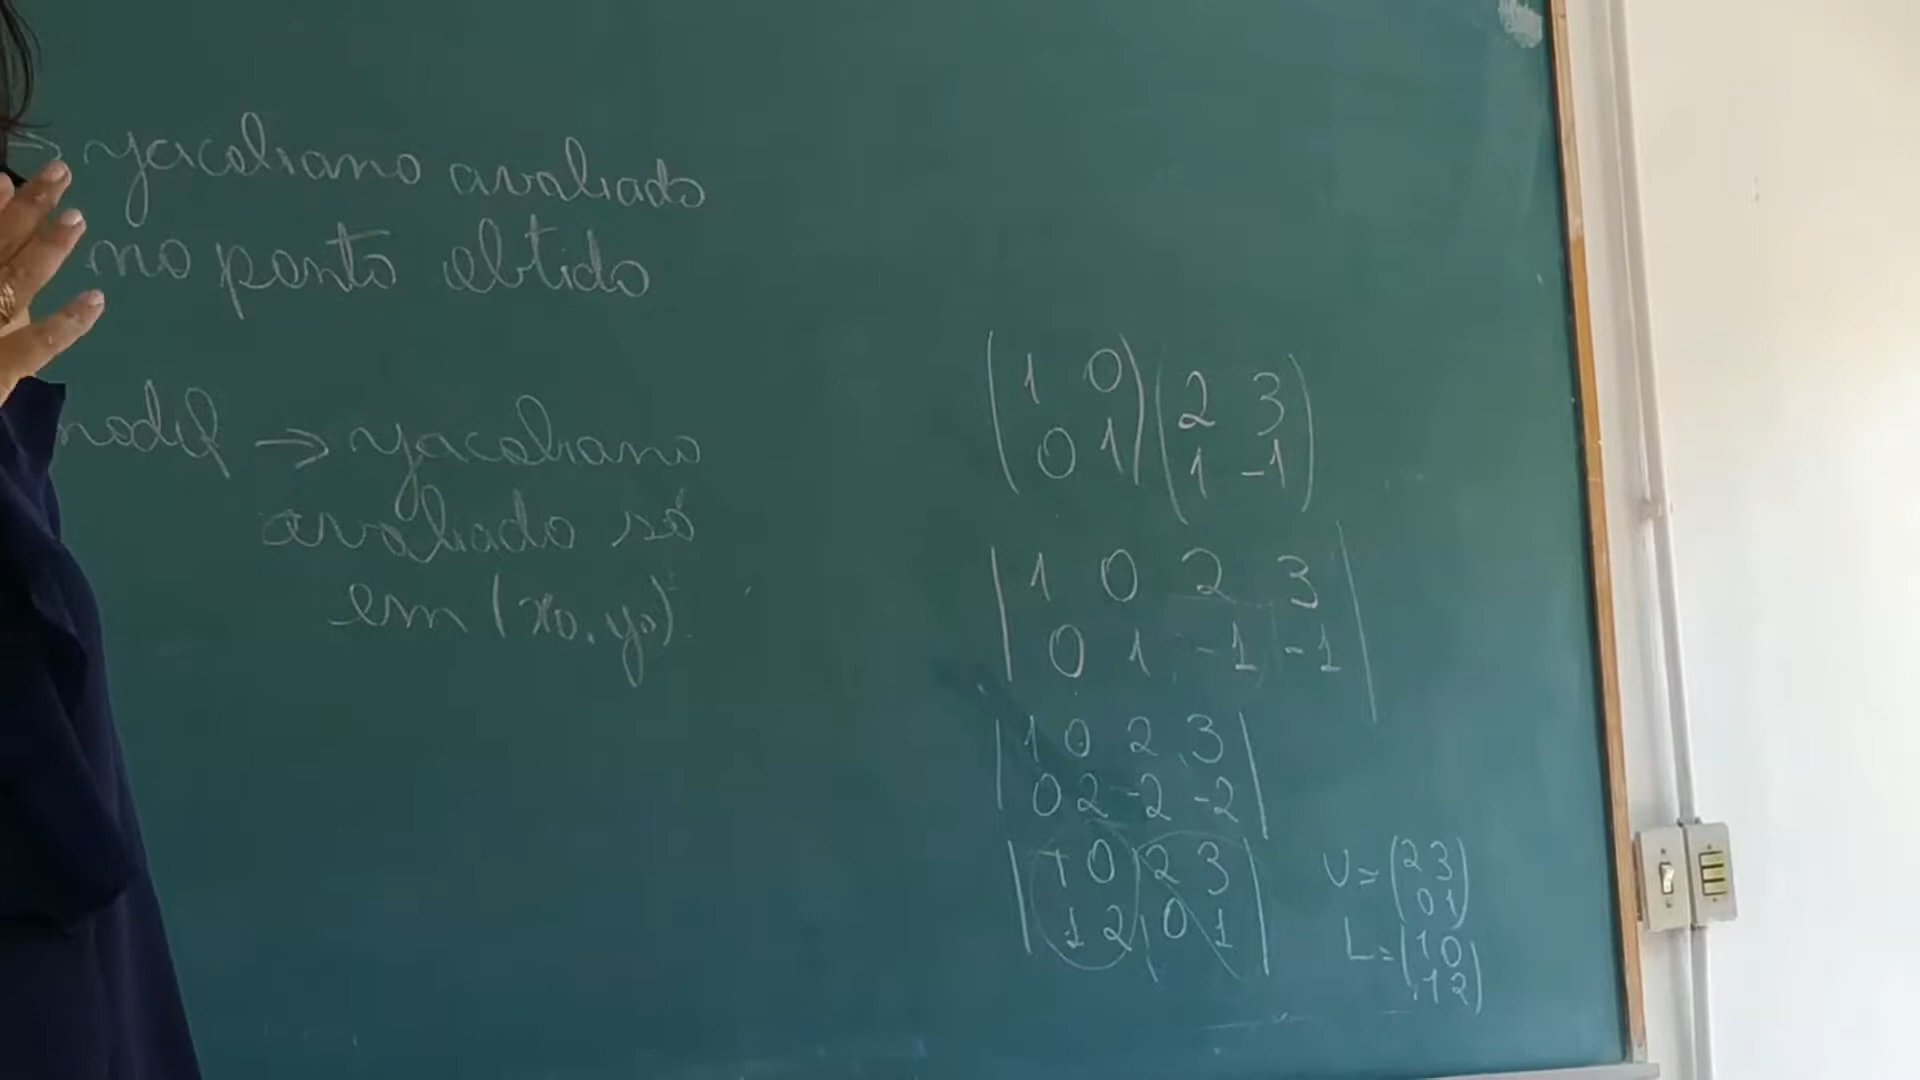 → jacobiano avaliado
no ponto obtido
modif → jacobiano
avaliado só
em (x0, y0).
(1 0) (2 3)
(0 1) (1 -1)
|1 0 2 3|
|0 1 -1 -1|
|1 0 2 3|
|0 2 -2 -2|
|1 0 2 3|
|1 2 0 1|
U = (2 3)
(0 1)
L = (1 0)
(1 2)